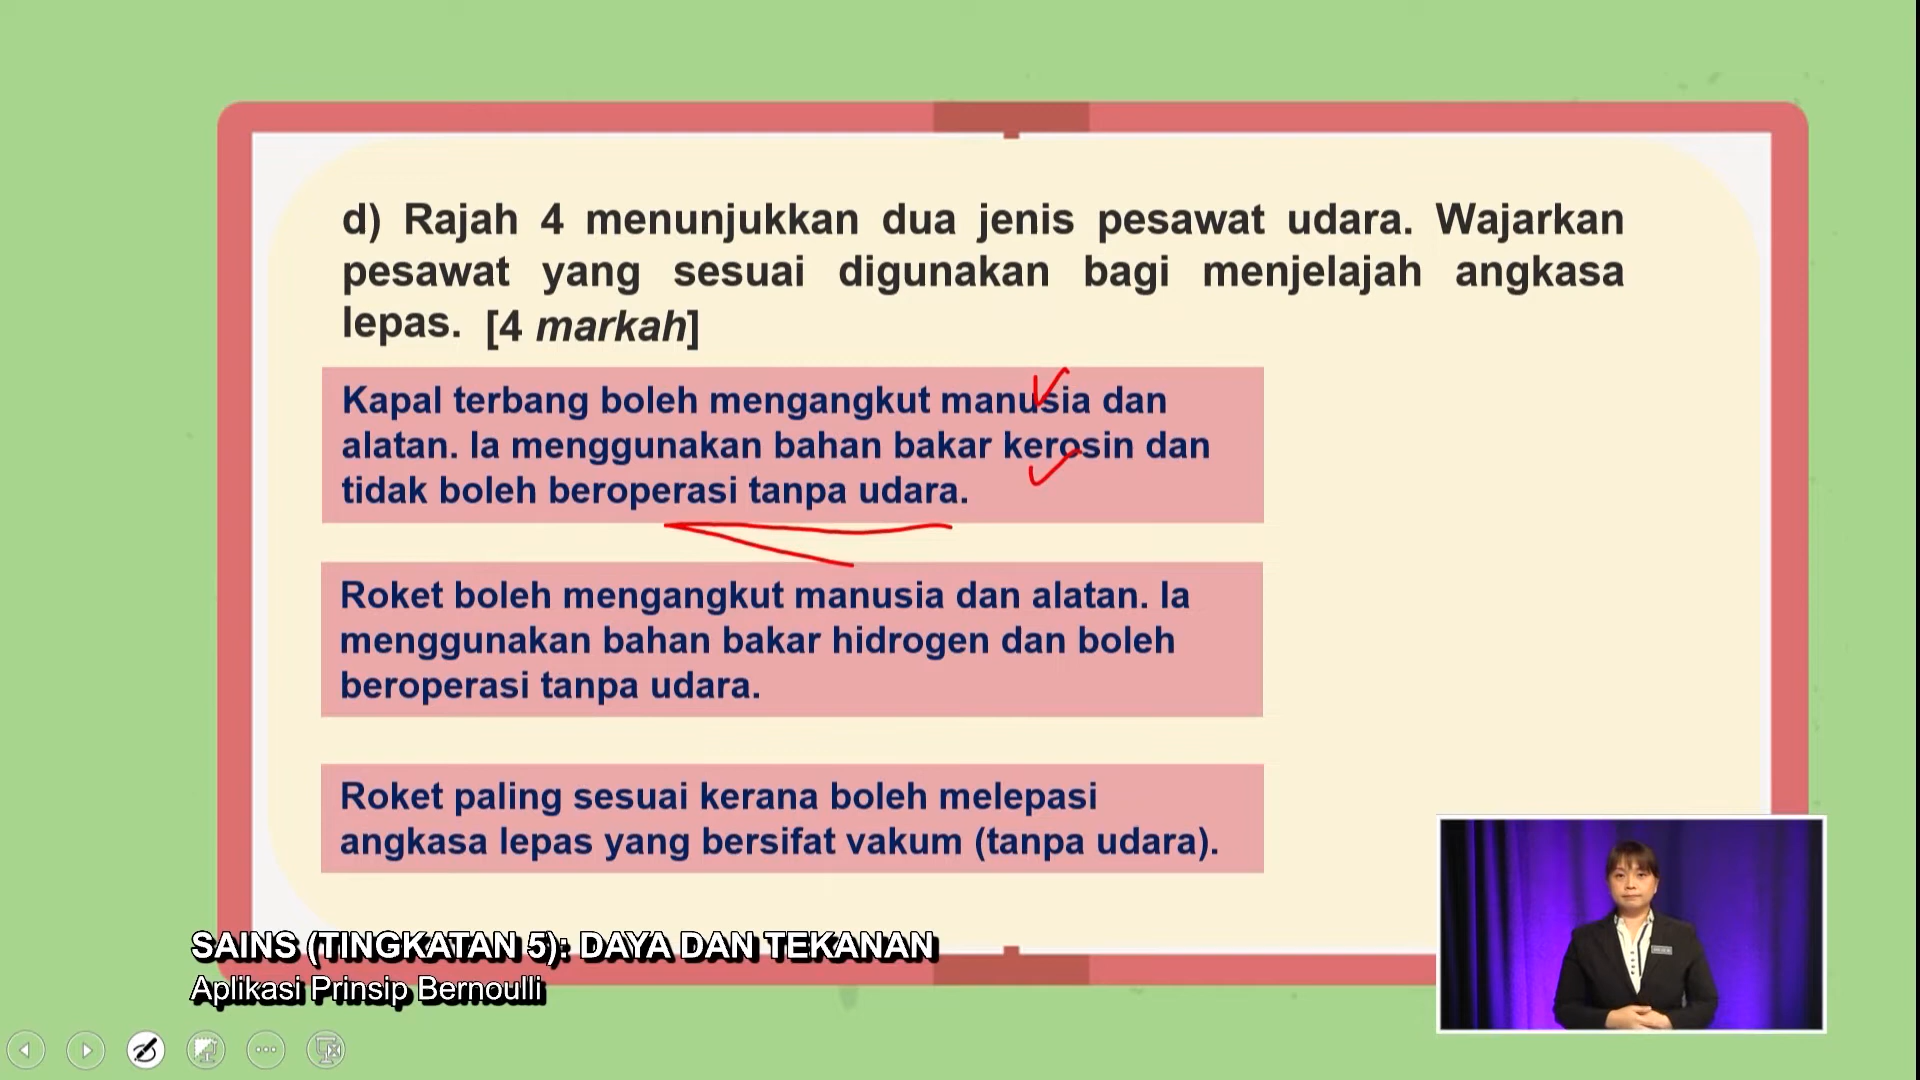 d) Rajah 4 menunjukkan dua jenis pesawat udara. Wajarkan
pesawat yang sesuai digunakan bagi menjelajah angkasa
lepas. [4 markah]
Kapal terbang boleh mengangkut manusia dan
alatan. Ia menggunakan bahan bakar kerosin dan
tidak boleh beroperasi tanpa udara.
Roket boleh mengangkut manusia dan alatan. Ia
menggunakan bahan bakar hidrogen dan boleh
beroperasi tanpa udara.
Roket paling sesuai kerana boleh melepasi
angkasa lepas yang bersifat vakum (tanpa udara).
SAINS (TINGKATAN 5): DAYA DAN TEKANAN
Aplikasi Prinsip Bernoulli